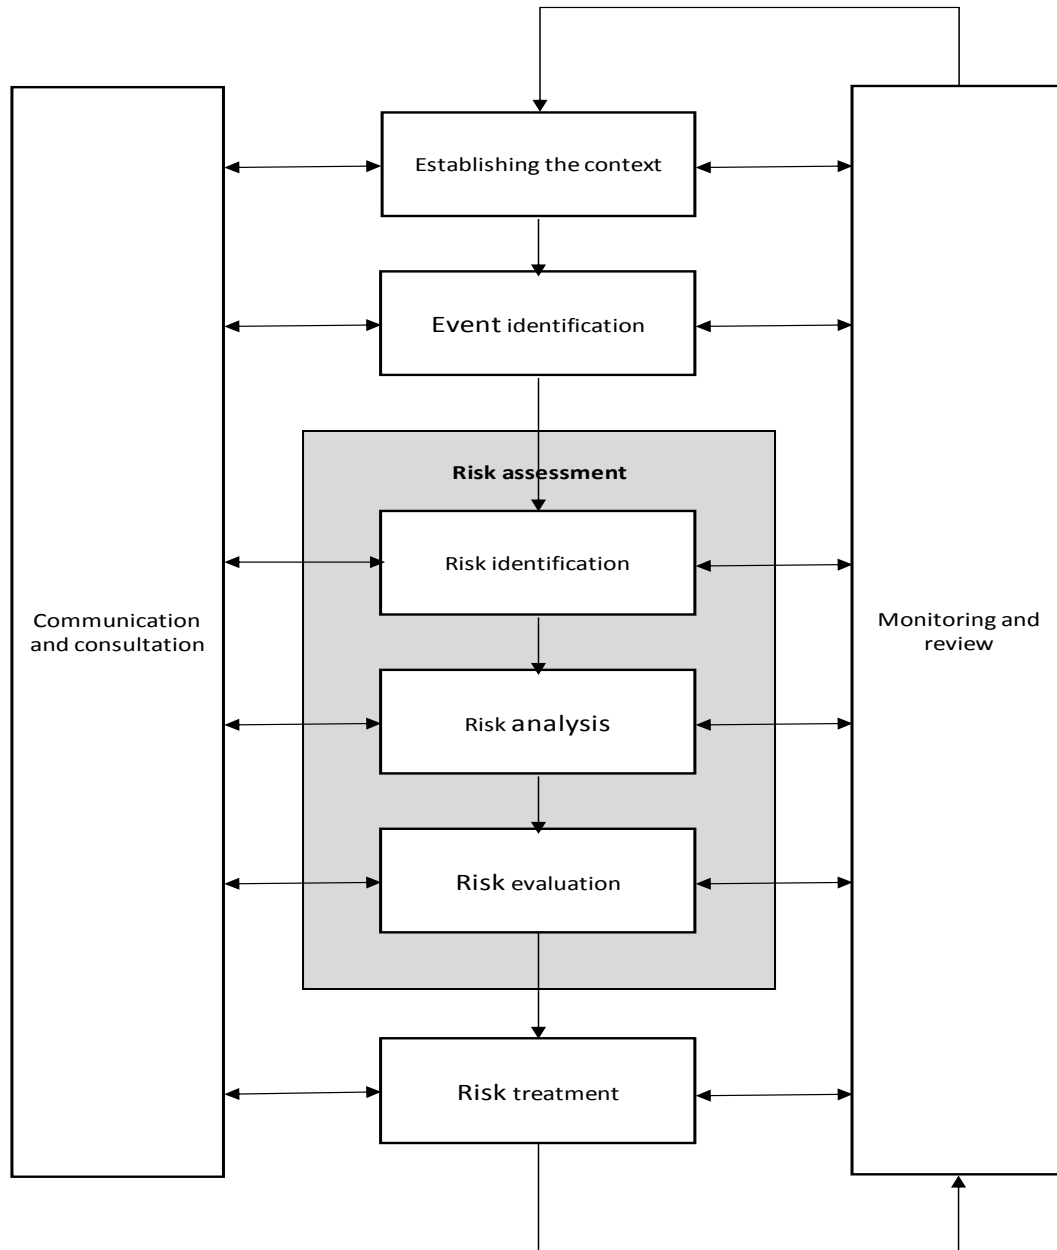 Establishing the context
Event identification
Risk assessment
Risk identification
Communication
and consultation
Monitoring and
review
Risk analysis
Risk evaluation
Risk treatment